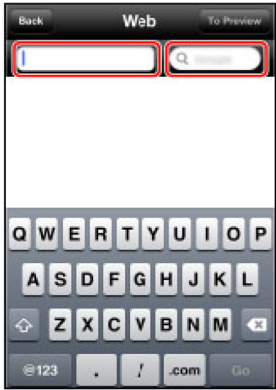 Back Web To Preview
Q W E R T Y U I O P
A S D F G H J K L
Z X C V B N M
@123 . / .com Go